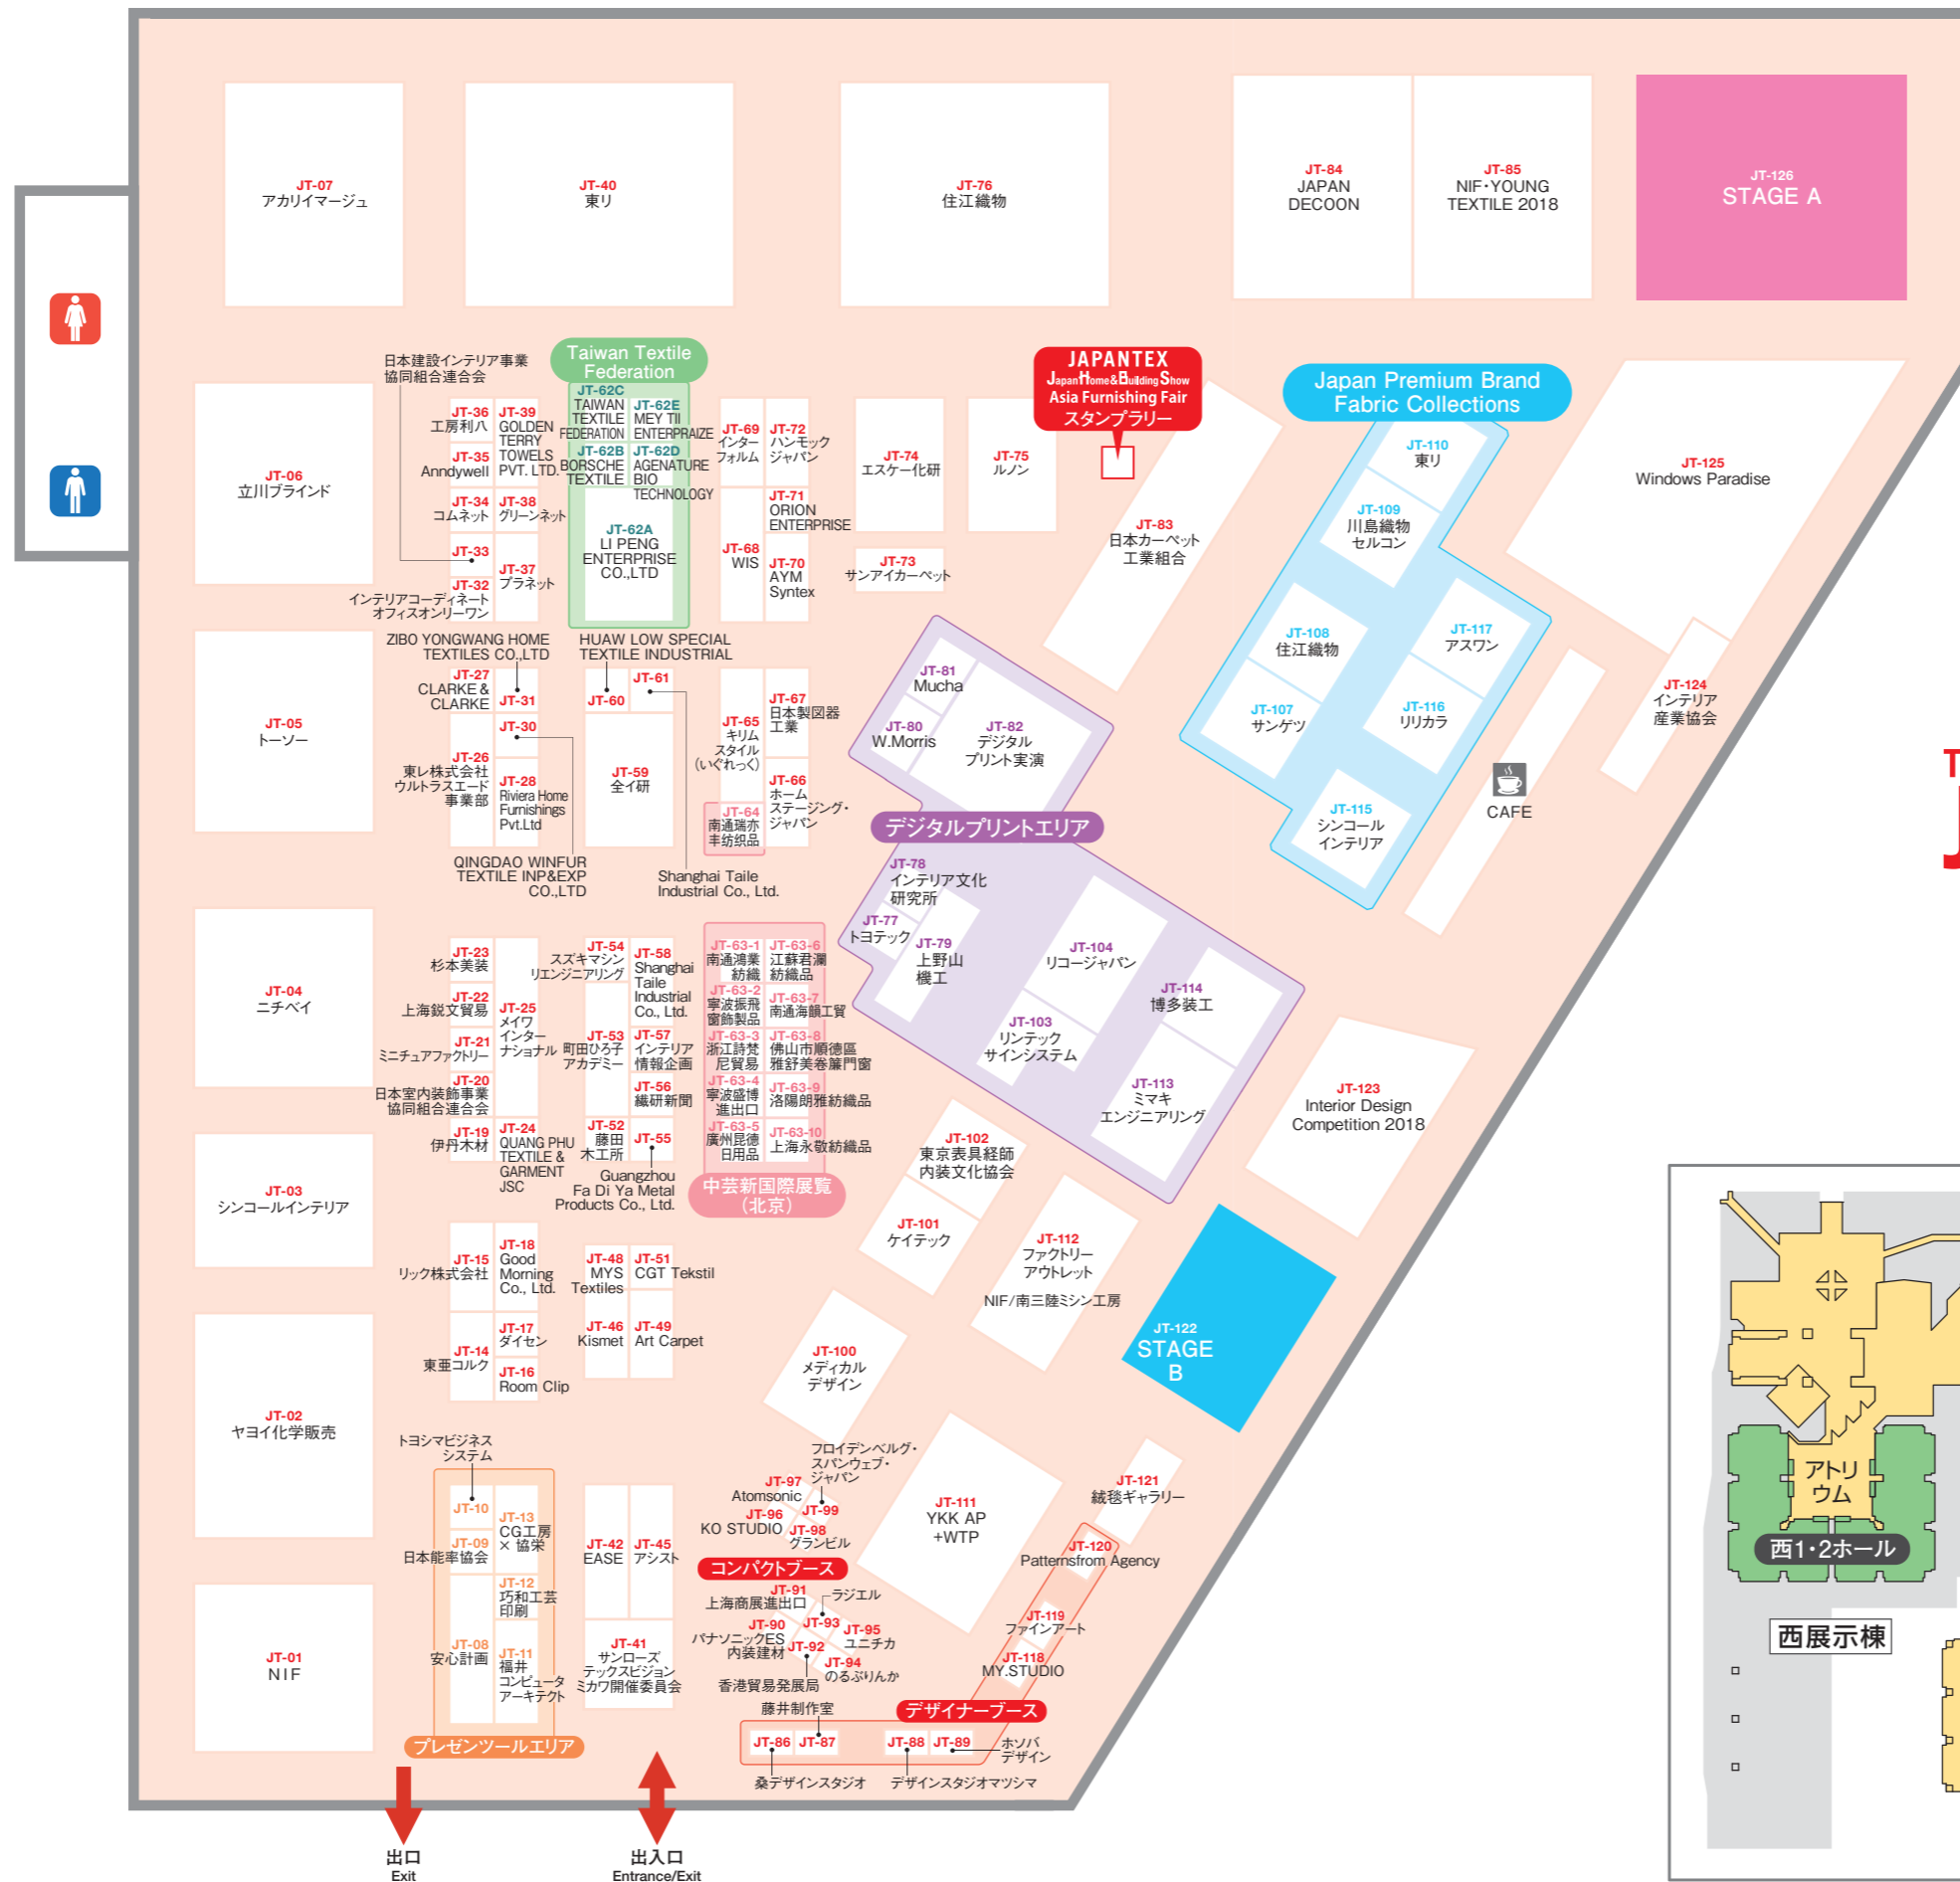 JT-07
アカリイマージュ
JT-40
東リ
JT-76
住江織物
JT-84
JAPAN
DECOON
JT-85
NIF・YOUNG
TEXTILE 2018
JT-126
STAGE A
日本建設インテリア事業
協同組合連合会
Taiwan Textile
Federation
JAPANTEX
Japan Home & Building Show
Asia Furnishing Fair
スタンプラリー
Japan Premium Brand
Fabric Collections
JT-06
立川ブラインド
JT-36
工房利八
JT-39
GOLDEN
TERRY
TOWELS
PVT. LTD.
JT-35
Anndywell
JT-34
コムネット
JT-38
グリーンネット
JT-33
JT-37
プラネット
JT-32
インテリアコーディネート
オフィスオンリーワン
JT-62C
TAIWAN
TEXTILE
FEDERATION
JT-62E
MEY TII
ENTERPRAIZE
JT-62B
BORSCHE
TEXTILE
JT-62D
AGENATURE
BIO
TECHNOLOGY
JT-62A
LI PENG
ENTERPRISE
CO.,LTD
JT-69
インター
フォルム
JT-72
ハンモック
ジャパン
JT-71
ORION
ENTERPRISE
JT-68
WIS
JT-70
AYM
Syntex
JT-74
エスケー化研
JT-75
ルノン
JT-73
サンアイカーペット
JT-83
日本カーペット
工業組合
JT-110
東リ
JT-109
川島織物
セルコン
JT-108
住江織物
JT-107
サンゲツ
JT-117
アスワン
JT-116
リリカラ
JT-115
シンコール
インテリア
JT-125
Windows Paradise
JT-124
インテリア
産業協会
CAFE
JT-05
トーソー
ZIBO YONGWANG HOME
TEXTILES CO.,LTD
HUAW LOW SPECIAL
TEXTILE INDUSTRIAL
JT-27
CLARKE &
CLARKE
JT-31
JT-30
JT-26
東レ株式会社
ウルトラスエード
事業部
JT-28
Riviera Home
Furnishings
Pvt.Ltd
QINGDAO WINFUR
TEXTILE INP&EXP
CO.,LTD
JT-60
JT-61
JT-59
全イ研
Shanghai Taile
Industrial Co., Ltd.
JT-65
キリム
スタイル
（いぐれっく）
JT-67
日本製図器
工業
JT-66
ホーム
ステージング・
ジャパン
JT-64
南通瑞亦
丰纺织品
JT-81
Mucha
JT-80
W.Morris
JT-82
デジタル
プリント実演
デジタルプリントエリア
JT-78
インテリア文化
研究所
JT-77
トヨテック
JT-79
上野山
機工
JT-104
リコージャパン
JT-103
リンテック
サインシステム
JT-114
博多装工
JT-113
ミマキ
エンジニアリング
JT-04
ニチベイ
JT-23
杉本美装
JT-22
上海鋭文貿易
JT-21
ミニチュアファクトリー
JT-20
日本室内装飾事業
協同組合連合会
JT-19
伊丹木材
JT-25
メイワ
インター
ナショナル
JT-24
QUANG PHU
TEXTILE &
GARMENT
JSC
JT-54
スズキマシン
リエンジニアリング
JT-58
Shanghai
Taile
Industrial
Co., Ltd.
JT-53
町田ひろ子
アカデミー
JT-57
インテリア
情報企画
JT-56
繊研新聞
JT-52
藤田
木工所
JT-55
Guangzhou
Fa Di Ya Metal
Products Co., Ltd.
JT-63-1
南通鴻業
紡織
JT-63-6
江蘇君瀾
紡織品
JT-63-2
寧波振飛
窗飾製品
JT-63-7
南通海韻工貿
JT-63-3
浙江詩梵
尼貿易
JT-63-8
佛山市順德區
雅舒美卷簾門窗
JT-63-4
寧波盛博
進出口
JT-63-9
洛陽朗雅紡織品
JT-63-5
廣州昆德
日用品
JT-63-10
上海永敬紡織品
中芸新国際展覧
（北京）
JT-03
シンコールインテリア
JT-102
東京表具経師
内装文化協会
JT-101
ケイテック
JT-112
ファクトリー
アウトレット
NIF/南三陸ミシン工房
JT-123
Interior Design
Competition 2018
JT-122
STAGE
B
JT-15
リック株式会社
JT-18
Good
Morning
Co., Ltd.
JT-14
東亜コルク
JT-17
ダイセン
JT-16
Room Clip
JT-48
MYS
Textiles
JT-51
CGT Tekstil
JT-46
Kismet
JT-49
Art Carpet
JT-100
メディカル
デザイン
JT-02
ヤヨイ化学販売
トヨシマビジネス
システム
JT-10
JT-13
CG工房
× 協栄
JT-09
日本能率協会
JT-12
巧和工芸
印刷
JT-08
安心計画
JT-11
福井
コンピュータ
アーキテクト
プレゼンツールエリア
JT-42
EASE
JT-45
アシスト
JT-41
サンローズ
テックスビジョン
ミカワ開催委員会
フロイデンベルグ・
スパンウェブ・
ジャパン
JT-97
Atomsonic
JT-99
JT-96
KO STUDIO
JT-98
グランビル
コンパクトブース
JT-91
上海商展進出口
ラジエル
JT-93
JT-90
パナソニックES
内装建材
JT-95
ユニチカ
JT-92
JT-94
のるぷりんか
香港貿易発展局
JT-111
YKK AP
+WTP
JT-121
絨毯ギャラリー
JT-120
Patternsfrom Agency
JT-119
ファインアート
JT-118
MY.STUDIO
デザイナーブース
藤井制作室
JT-86
JT-87
JT-88
JT-89
ホソバ
デザイン
桑デザインスタジオ
デザインスタジオマツシマ
JT-01
NIF
出口
Exit
出入口
Entrance/Exit
アトリ
ウム
西1・2ホール
西展示棟